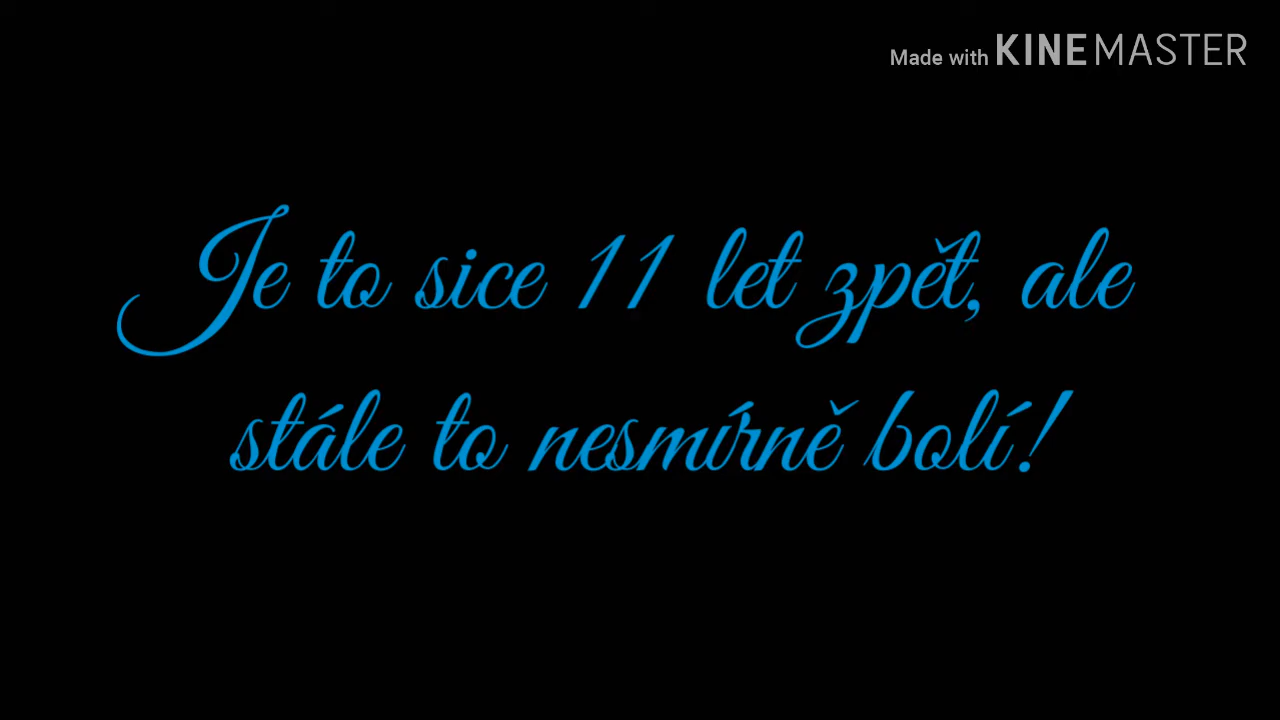 Made with KINEMASTER
Je to sice 11 let zpět, ale
stále to nesmírně bolí!